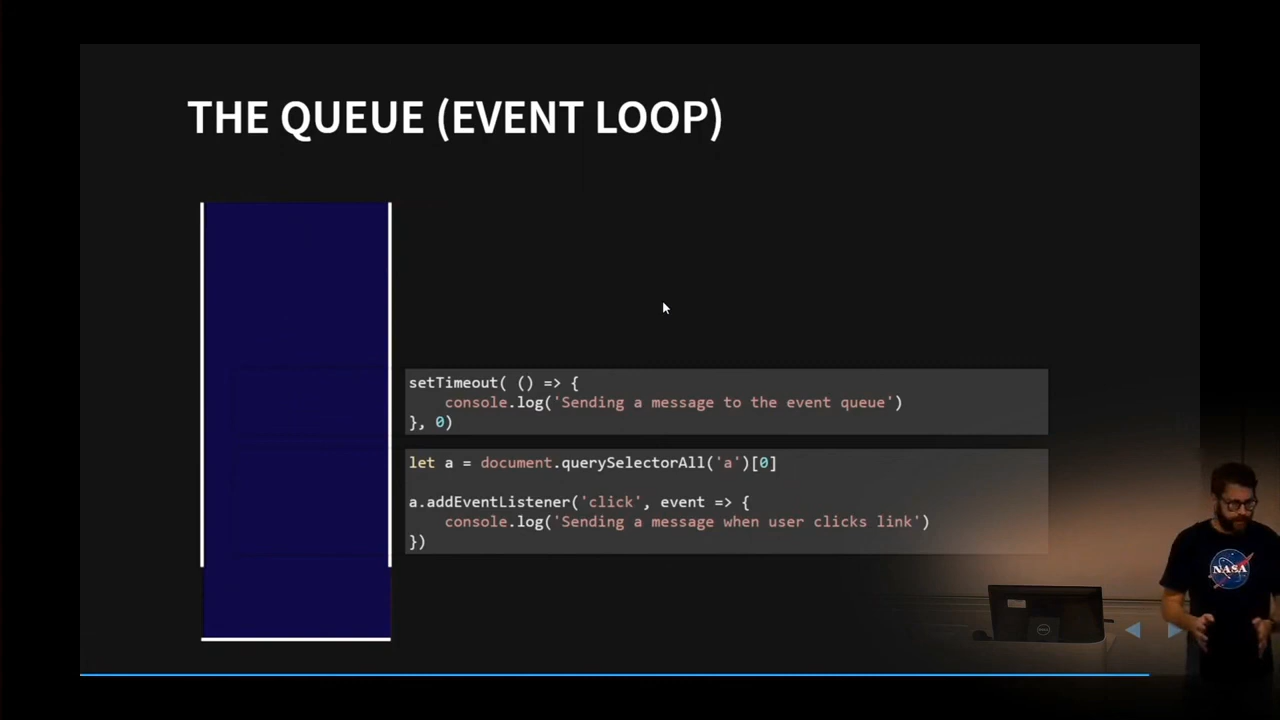 THE QUEUE (EVENT LOOP)
setTimeout( () => {
    console.log('Sending a message to the event queue')
}, 0)
let a = document.querySelectorAll('a')[0]
a.addEventListener('click', event => {
    console.log('Sending a message when user clicks link')
})
NASA
DELL